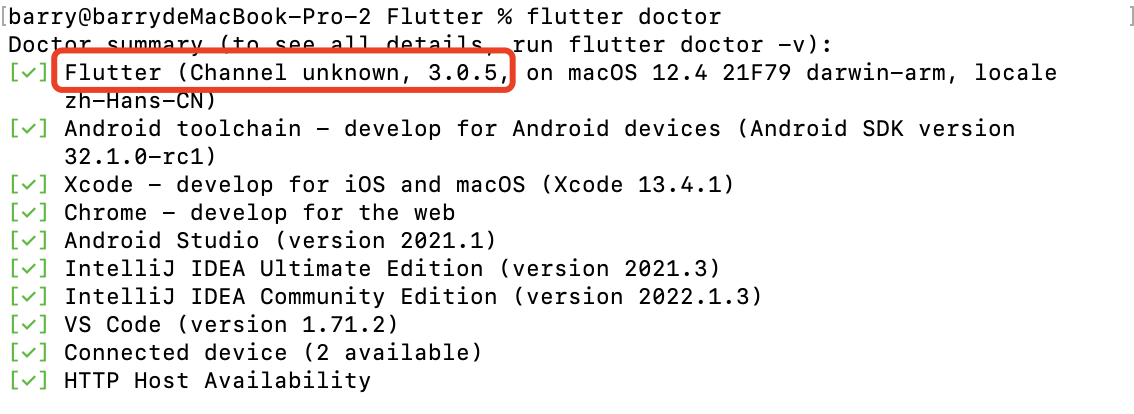 [barry@barrydeMacBook-Pro-2 Flutter % flutter doctor ]
Doctor summary (to see all details, run flutter doctor -v):
[✓] Flutter (Channel unknown, 3.0.5, on macOS 12.4 21F79 darwin-arm, locale
zh-Hans-CN)
[✓] Android toolchain - develop for Android devices (Android SDK version
32.1.0-rc1)
[✓] Xcode - develop for iOS and macOS (Xcode 13.4.1)
[✓] Chrome - develop for the web
[✓] Android Studio (version 2021.1)
[✓] IntelliJ IDEA Ultimate Edition (version 2021.3)
[✓] IntelliJ IDEA Community Edition (version 2022.1.3)
[✓] VS Code (version 1.71.2)
[✓] Connected device (2 available)
[✓] HTTP Host Availability